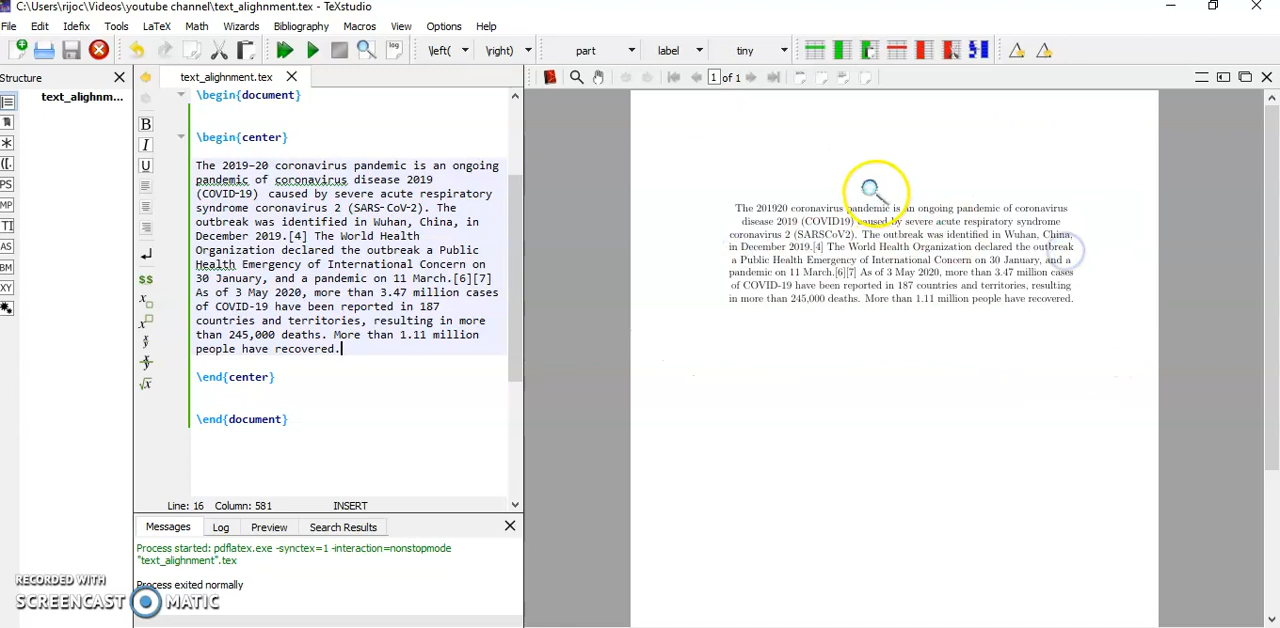 C:\Users\rijoc\Videos\youtube channel\text_alighnment.tex - TeXstudio
File Edit Idefix Tools LaTeX Math Wizards Bibliography Macros View Options Help
log \left( \right) part label tiny
Structure text_alighnment.tex 1 of 1
text_alighnm...
B
I
U
PS
MP
TI
AS
BM
XY
$$
\begin{document}
\begin{center}
The 2019–20 coronavirus pandemic is an ongoing
pandemic of coronavirus disease 2019
(COVID‑19) caused by severe acute respiratory
syndrome coronavirus 2 (SARS‑CoV‑2). The
outbreak was identified in Wuhan, China, in
December 2019.[4] The World Health
Organization declared the outbreak a Public
Health Emergency of International Concern on
30 January, and a pandemic on 11 March.[6][7]
As of 3 May 2020, more than 3.47 million cases
of COVID-19 have been reported in 187
countries and territories, resulting in more
than 245,000 deaths. More than 1.11 million
people have recovered.
\end{center}
\end{document}
Line: 16 Column: 581 INSERT
Messages Log Preview Search Results
Process started: pdflatex.exe -synctex=1 -interaction=nonstopmode
"text_alighnment".tex
Process exited normally
The 201920 coronavirus pandemic is an ongoing pandemic of coronavirus
disease 2019 (COVID19) caused by severe acute respiratory syndrome
coronavirus 2 (SARSCoV2). The outbreak was identified in Wuhan, China,
in December 2019.[4] The World Health Organization declared the outbreak
a Public Health Emergency of International Concern on 30 January, and a
pandemic on 11 March.[6][7] As of 3 May 2020, more than 3.47 million cases
of COVID-19 have been reported in 187 countries and territories, resulting
in more than 245,000 deaths. More than 1.11 million people have recovered.
RECORDED WITH
SCREENCAST MATIC